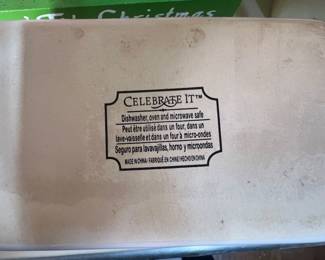 Christmas
CELEBRATE IT™
Dishwasher, oven and microwave safe
Peut être utilisé dans un four, dans un
lave-vaisselle et dans un four à micro-ondes
Seguro para lavavajillas, horno y microondas
MADE IN CHINA / FABRIQUÉ EN CHINE / HECHO EN CHINA